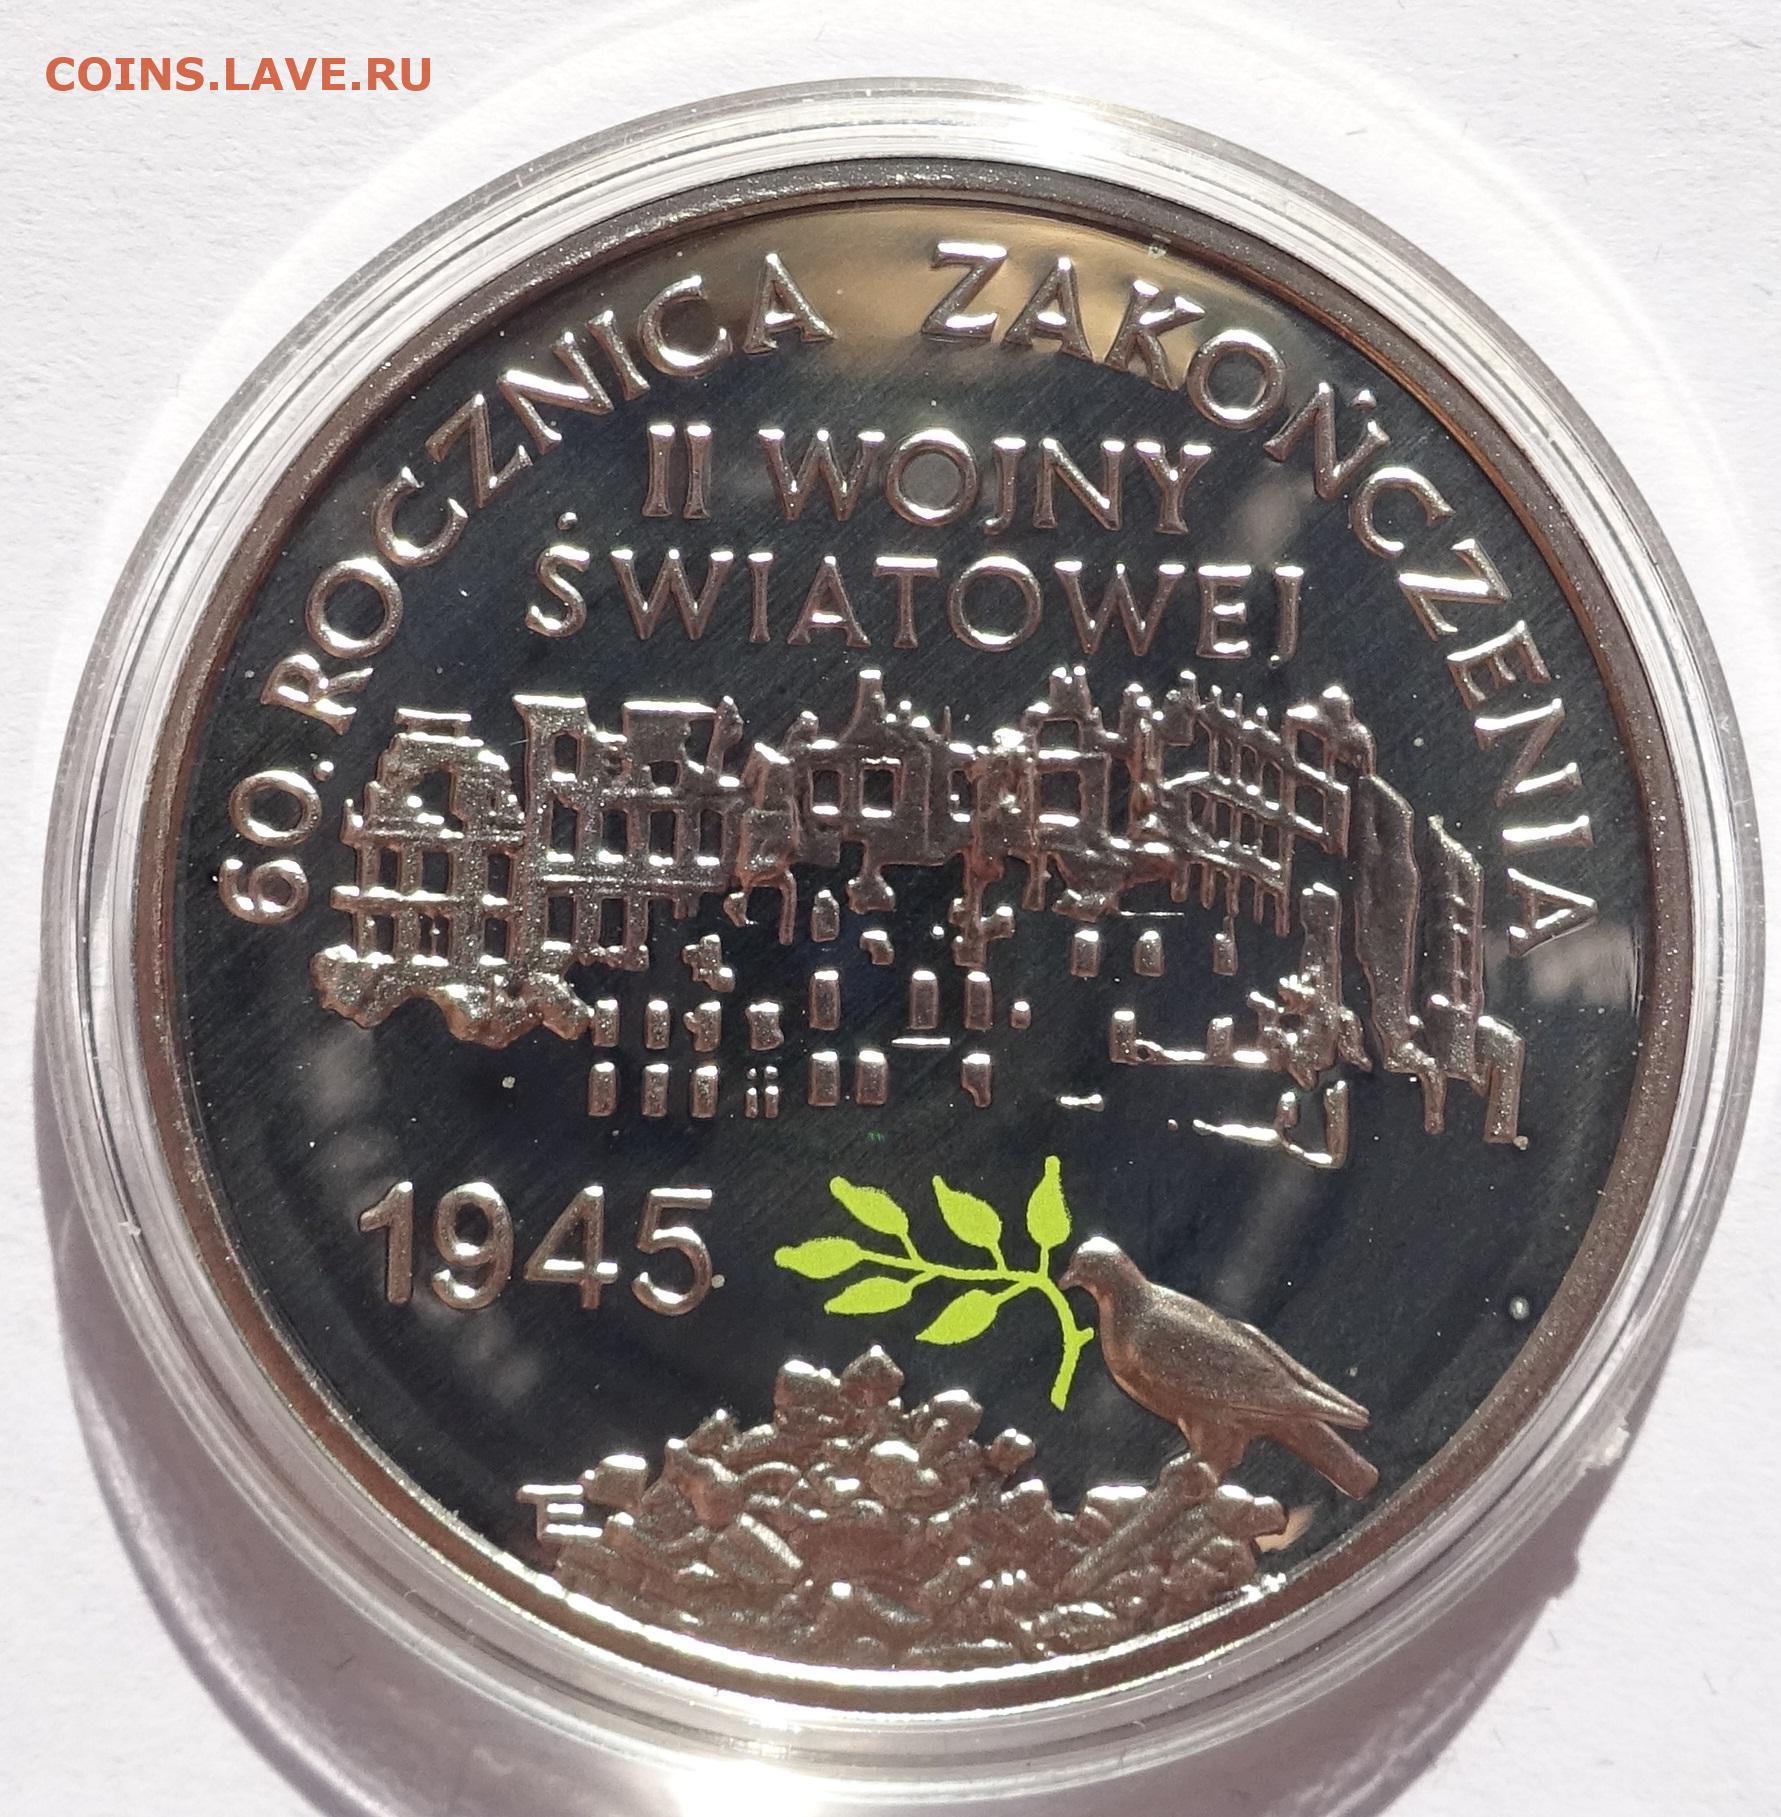 COINS.LAVE.RU
60. ROCZNICA ZAKOŃCZENIA
II WOJNY
ŚWIATOWEJ
1945